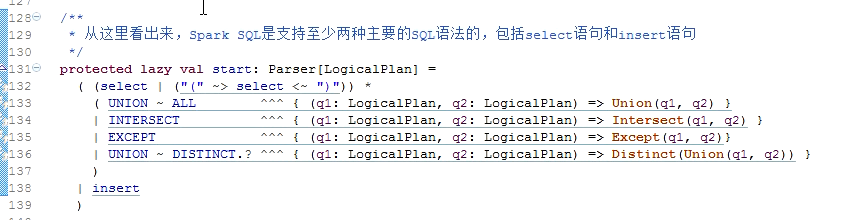 128 /**
129 * 从这里看出来，Spark SQL是支持至少两种主要的SQL语法的，包括select语句和insert语句
130 */
131 protected lazy val start: Parser[LogicalPlan] =
132 ( (select | ("(" ~> select <~ ")")) *
133 ( UNION ~ ALL ^^^ { (q1: LogicalPlan, q2: LogicalPlan) => Union(q1, q2) }
134 | INTERSECT ^^^ { (q1: LogicalPlan, q2: LogicalPlan) => Intersect(q1, q2) }
135 | EXCEPT ^^^ { (q1: LogicalPlan, q2: LogicalPlan) => Except(q1, q2)}
136 | UNION ~ DISTINCT.? ^^^ { (q1: LogicalPlan, q2: LogicalPlan) => Distinct(Union(q1, q2)) }
137 )
138 | insert
139 )